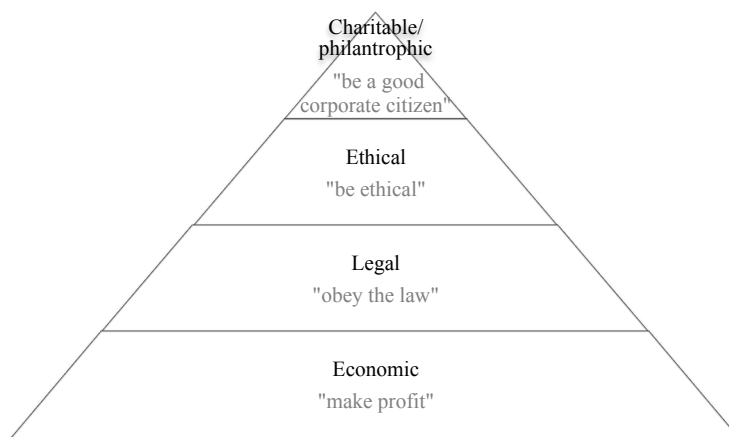 Charitable/
philantrophic
"be a good
corporate citizen"
Ethical
"be ethical"
Legal
"obey the law"
Economic
"make profit"